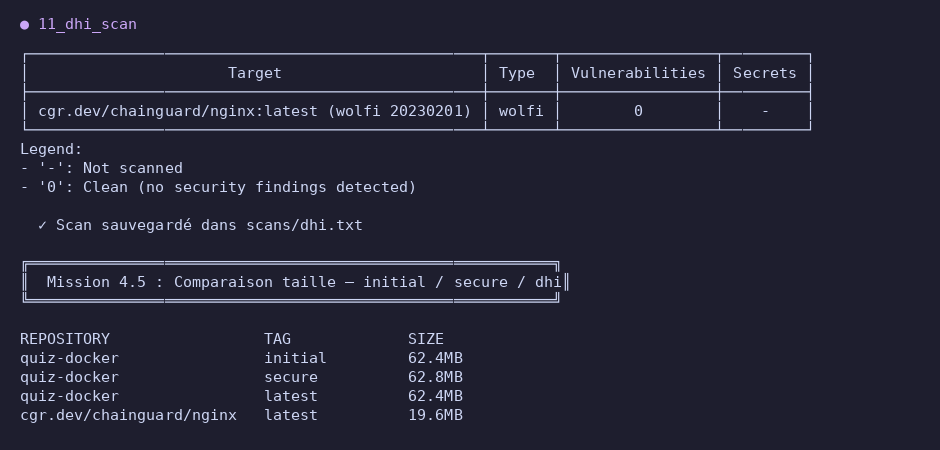 ● 11_dhi_scan
┌──────────────────────────────────────────────────┬───────┬─────────────────┬─────────┐
│                      Target                      │ Type  │ Vulnerabilities │ Secrets │
├──────────────────────────────────────────────────┼───────┼─────────────────┼─────────┤
│ cgr.dev/chainguard/nginx:latest (wolfi 20230201) │ wolfi │        0        │    -    │
└──────────────────────────────────────────────────┴───────┴─────────────────┴─────────┘
Legend:
- '-': Not scanned
- '0': Clean (no security findings detected)
✓ Scan sauvegardé dans scans/dhi.txt
╔══════════════════════════════════════════════════════════╗
║  Mission 4.5 : Comparaison taille — initial / secure / dhi║
╚══════════════════════════════════════════════════════════╝
REPOSITORY                 TAG             SIZE
quiz-docker                initial         62.4MB
quiz-docker                secure          62.8MB
quiz-docker                latest          62.4MB
cgr.dev/chainguard/nginx   latest          19.6MB